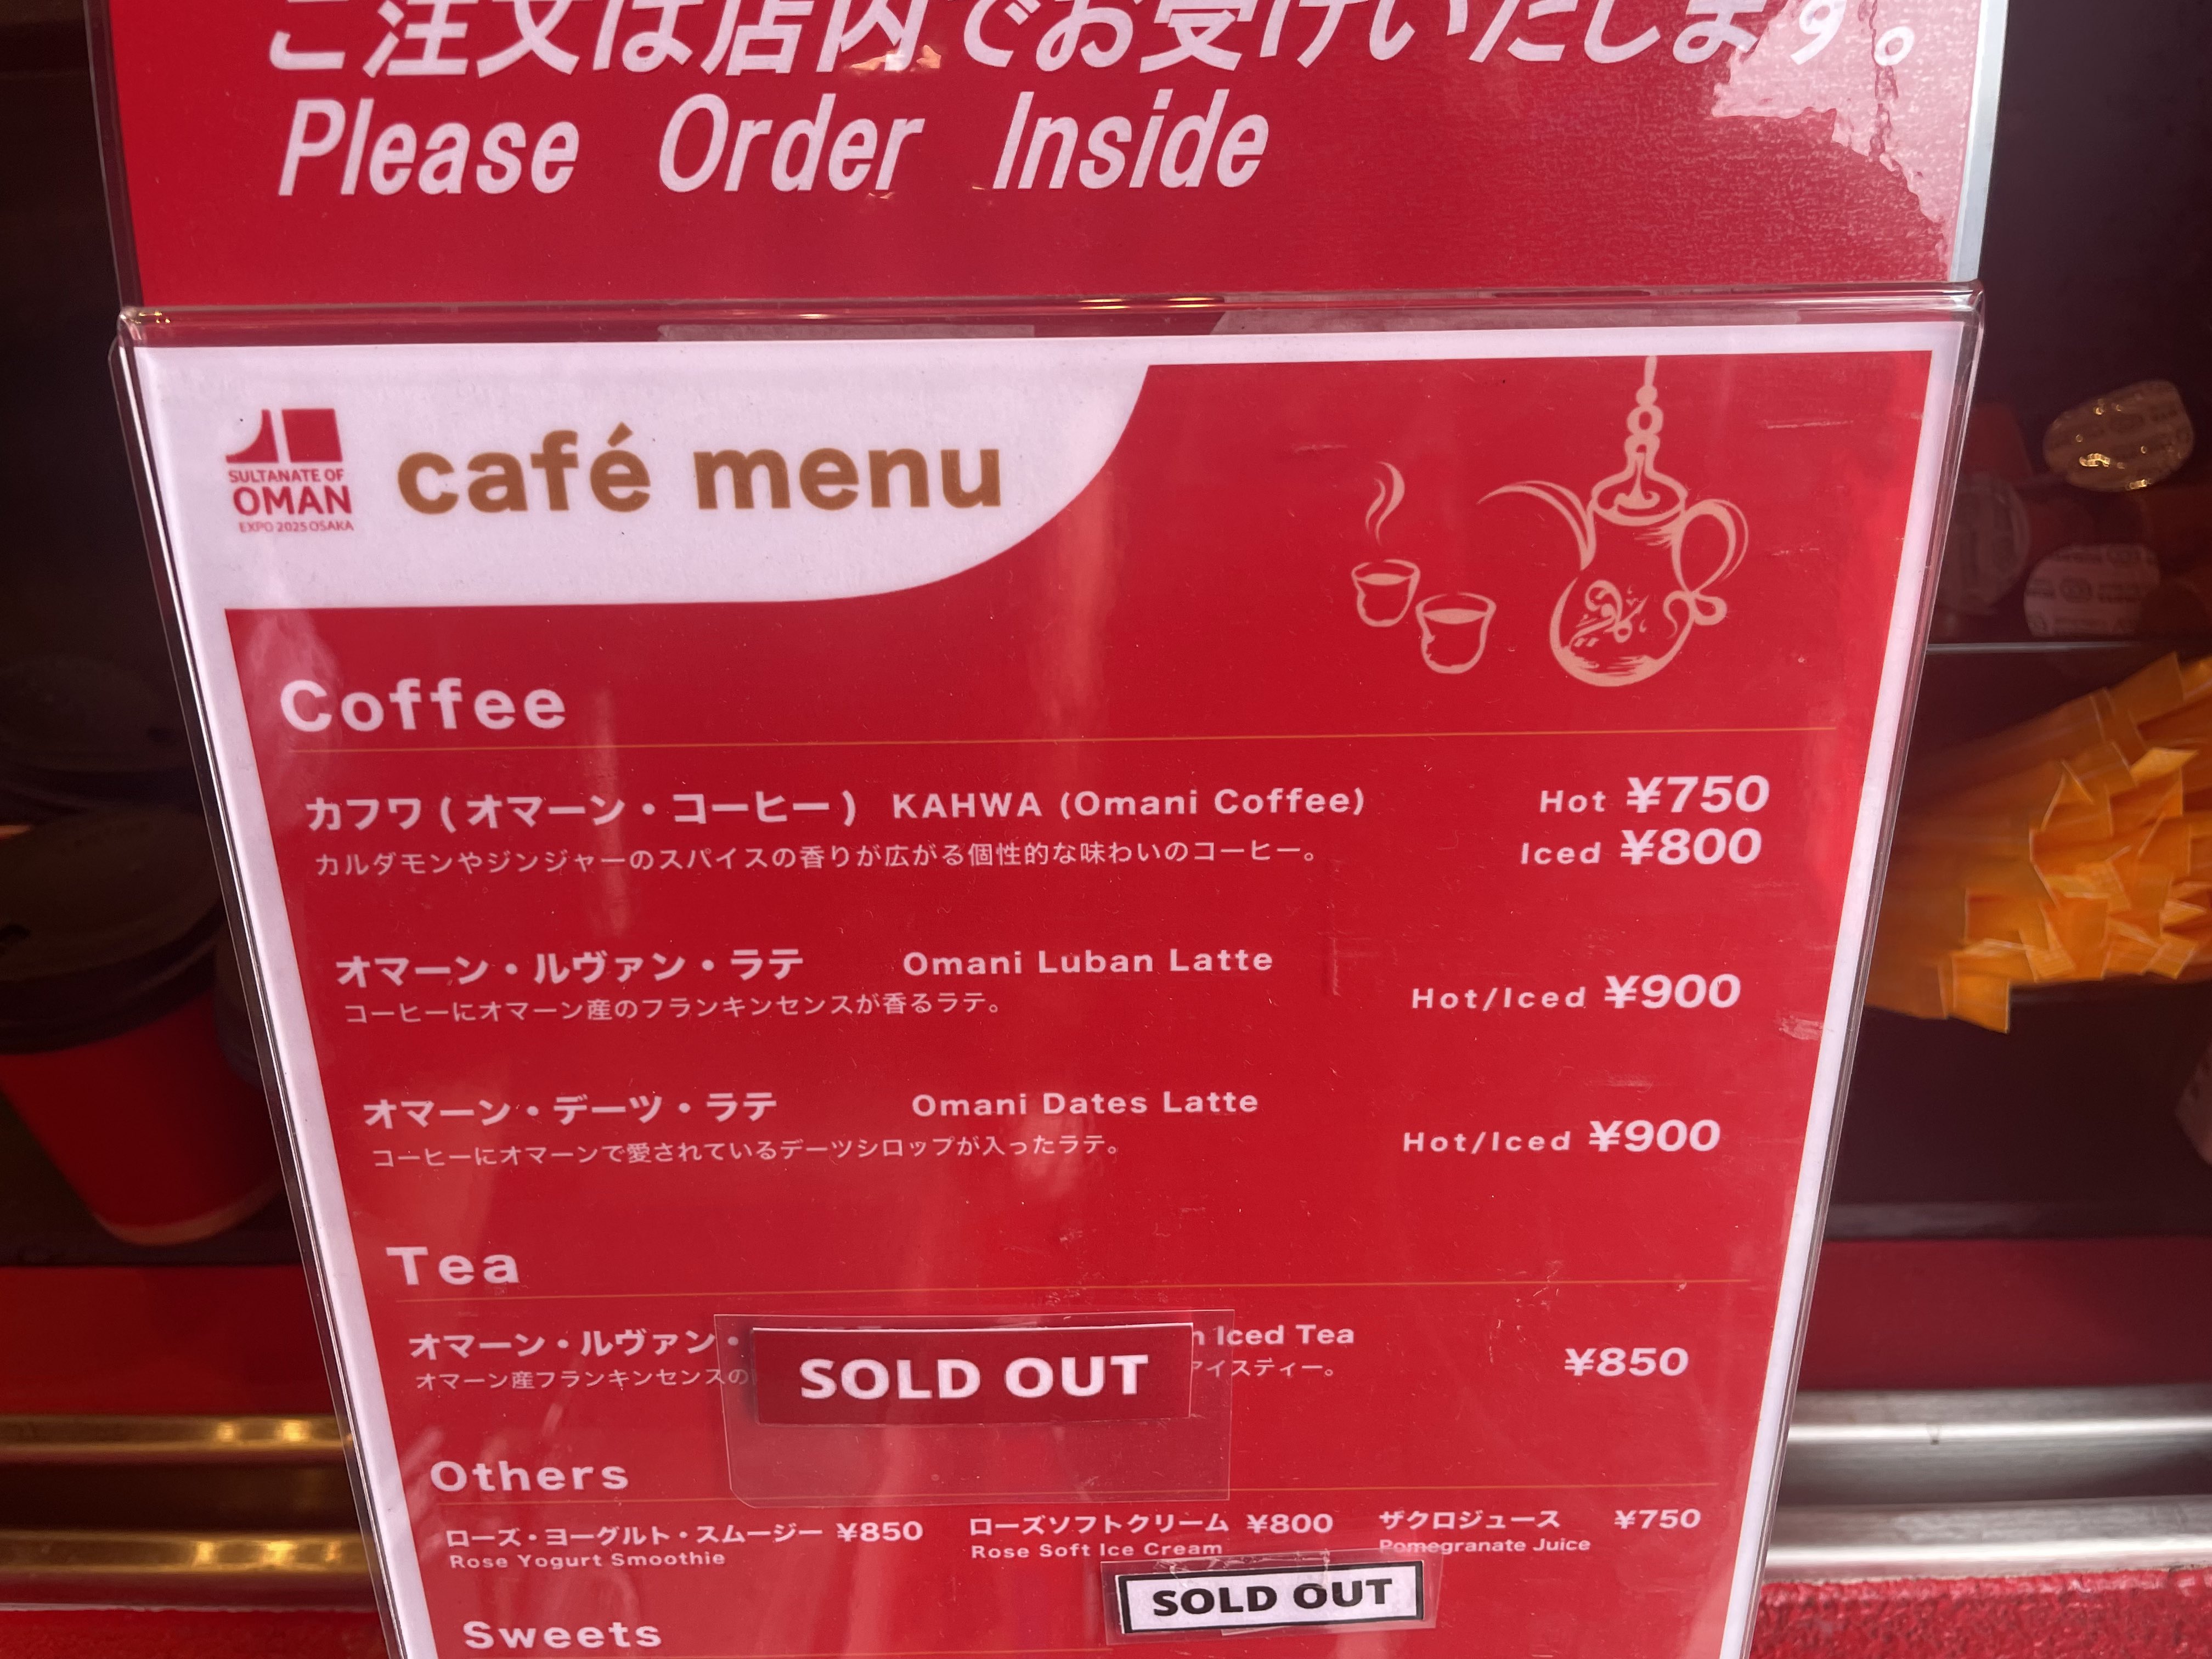 ご注文は店内でお受けいたします。
Please Order Inside
SULTANATE OF
OMAN
EXPO 2025 OSAKA
café menu
Coffee
カフワ(オマーン・コーヒー) KAHWA (Omani Coffee) Hot ¥750
カルダモンやジンジャーのスパイスの香りが広がる個性的な味わいのコーヒー。 Iced ¥800
オマーン・ルヴァン・ラテ Omani Luban Latte
コーヒーにオマーン産のフランキンセンスが香るラテ。 Hot/Iced ¥900
オマーン・デーツ・ラテ Omani Dates Latte
コーヒーにオマーンで愛されているデーツシロップが入ったラテ。 Hot/Iced ¥900
Tea
オマーン・ルヴァン・ Iced Tea ¥850
オマーン産フランキンセンスの アイスティー。
SOLD OUT
Others
ローズ・ヨーグルト・スムージー ¥850 ローズソフトクリーム ¥800 ザクロジュース ¥750
Rose Yogurt Smoothie Rose Soft Ice Cream Pomegranate Juice
SOLD OUT
Sweets